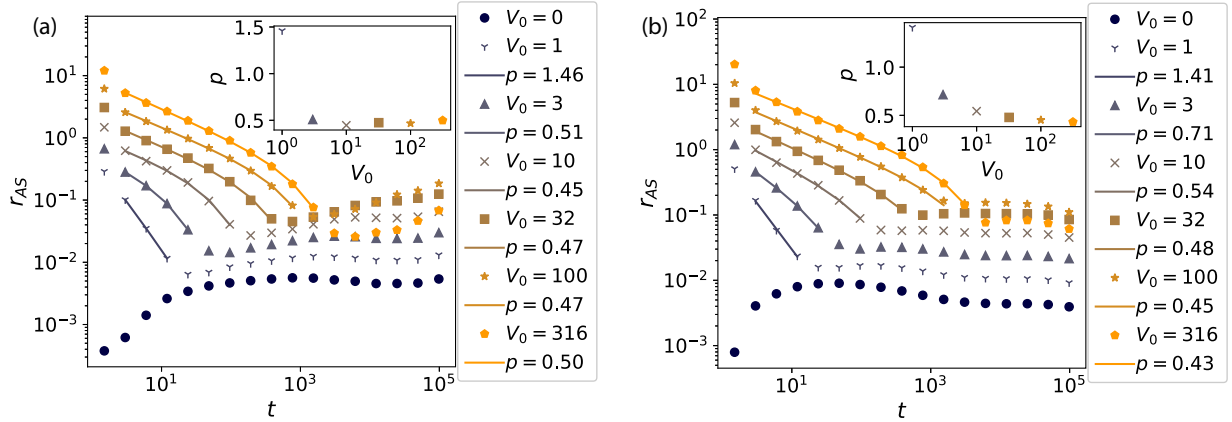 (a)
r_AS
10^1
10^0
10^-1
10^-2
10^-3
10^1
10^3
10^5
t
p
1.5
1.0
0.5
10^0
10^1
10^2
V_0
V_0 = 0
V_0 = 1
p = 1.46
V_0 = 3
p = 0.51
V_0 = 10
p = 0.45
V_0 = 32
p = 0.47
V_0 = 100
p = 0.47
V_0 = 316
p = 0.50
(b)
r_AS
10^2
10^1
10^0
10^-1
10^-2
10^-3
10^1
10^3
10^5
t
p
1.0
0.5
10^0
10^1
10^2
V_0
V_0 = 0
V_0 = 1
p = 1.41
V_0 = 3
p = 0.71
V_0 = 10
p = 0.54
V_0 = 32
p = 0.48
V_0 = 100
p = 0.45
V_0 = 316
p = 0.43